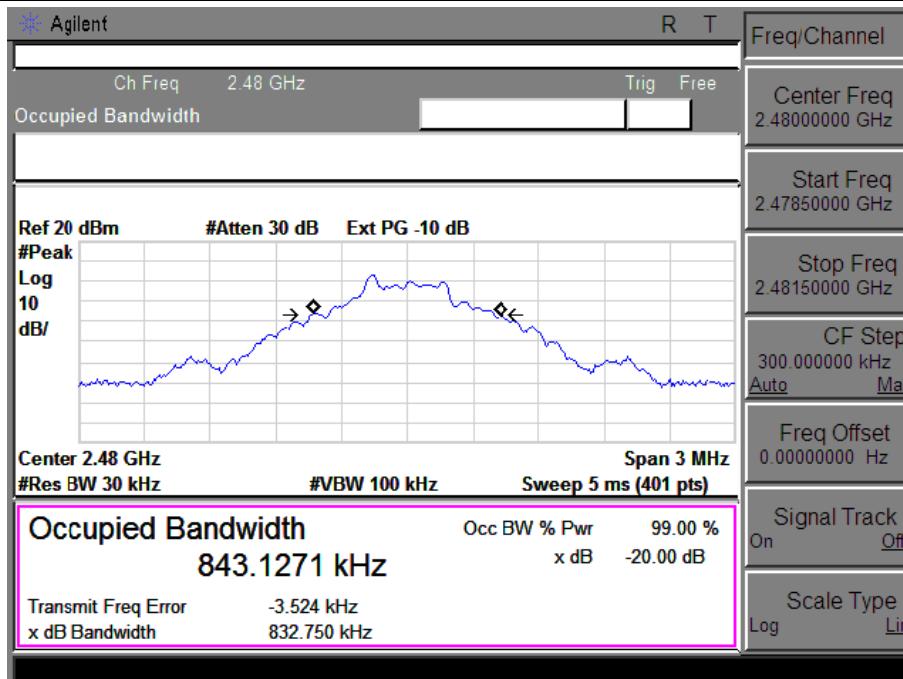 Agilent R T
Ch Freq 2.48 GHz Trig Free
Occupied Bandwidth
Ref 20 dBm #Atten 30 dB Ext PG -10 dB
#Peak
Log
10
dB/
Center 2.48 GHz Span 3 MHz
#Res BW 30 kHz #VBW 100 kHz Sweep 5 ms (401 pts)
Occupied Bandwidth Occ BW % Pwr 99.00 %
843.1271 kHz x dB -20.00 dB
Transmit Freq Error -3.524 kHz
x dB Bandwidth 832.750 kHz
Freq/Channel
Center Freq
2.48000000 GHz
Start Freq
2.47850000 GHz
Stop Freq
2.48150000 GHz
CF Step
300.000000 kHz
Auto Ma
Freq Offset
0.00000000 Hz
Signal Track
On Off
Scale Type
Log Li